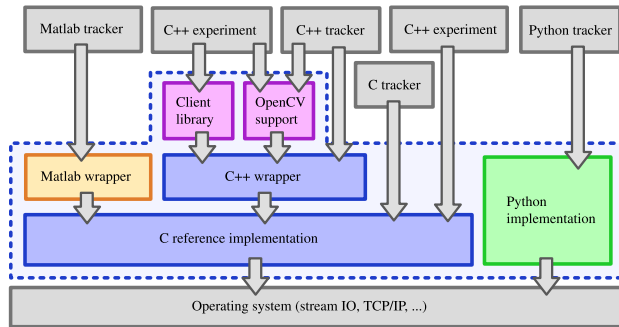 Matlab tracker
C++ experiment
C++ tracker
C++ experiment
Python tracker
C tracker
Client
library
OpenCV
support
Matlab wrapper
C++ wrapper
Python
implementation
C reference implementation
Operating system (stream IO, TCP/IP, ...)